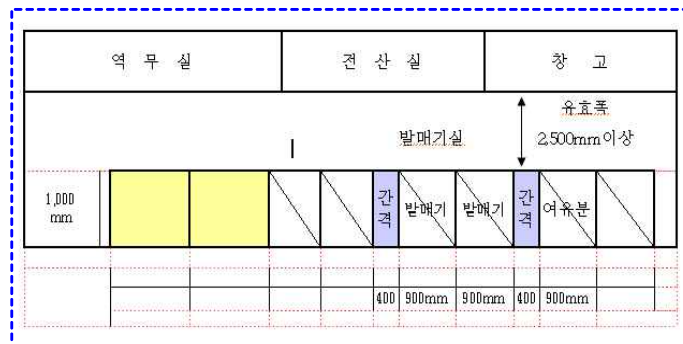 역 무 실 전 산 실 창 고
유효폭
발매기실 2,500mm이상
1,000
mm
간격 발매기 발매기 간격 여유분
400 900mm 900mm 400 900mm